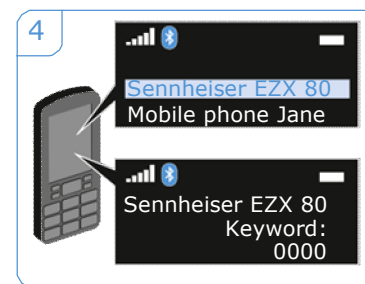 4
Sennheiser EZX 80
Mobile phone Jane
Sennheiser EZX 80
Keyword:
0000